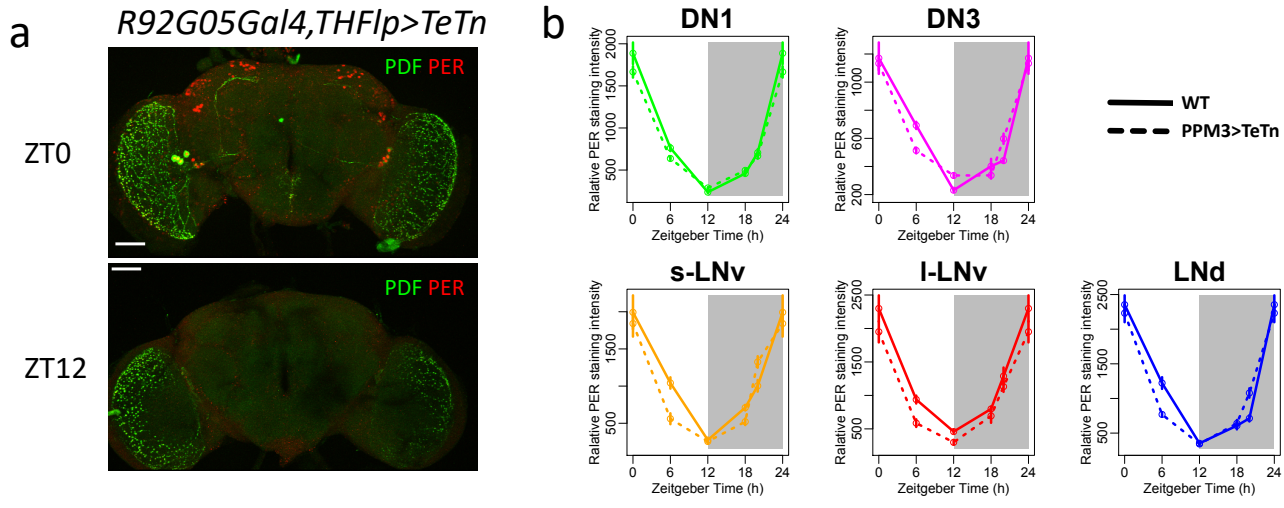 a
R92G05Gal4,THFlp>TeTn
PDF PER
ZT0
PDF PER
ZT12
b
DN1
Ralative PER staining intensity
500
1000
1500
2000
0 6 12 18 24
Zeitgeber Time (h)
DN3
Ralative PER staining intensity
200
600
1000
0 6 12 18 24
Zeitgeber Time (h)
WT
PPM3>TeTn
s-LNv
Ralative PER staining intensity
500
1500
0 6 12 18 24
Zeitgeber Time (h)
l-LNv
Ralative PER staining intensity
500
1500
2500
0 6 12 18 24
Zeitgeber Time (h)
LNd
Ralative PER staining intensity
500
1500
2500
0 6 12 18 24
Zeitgeber Time (h)